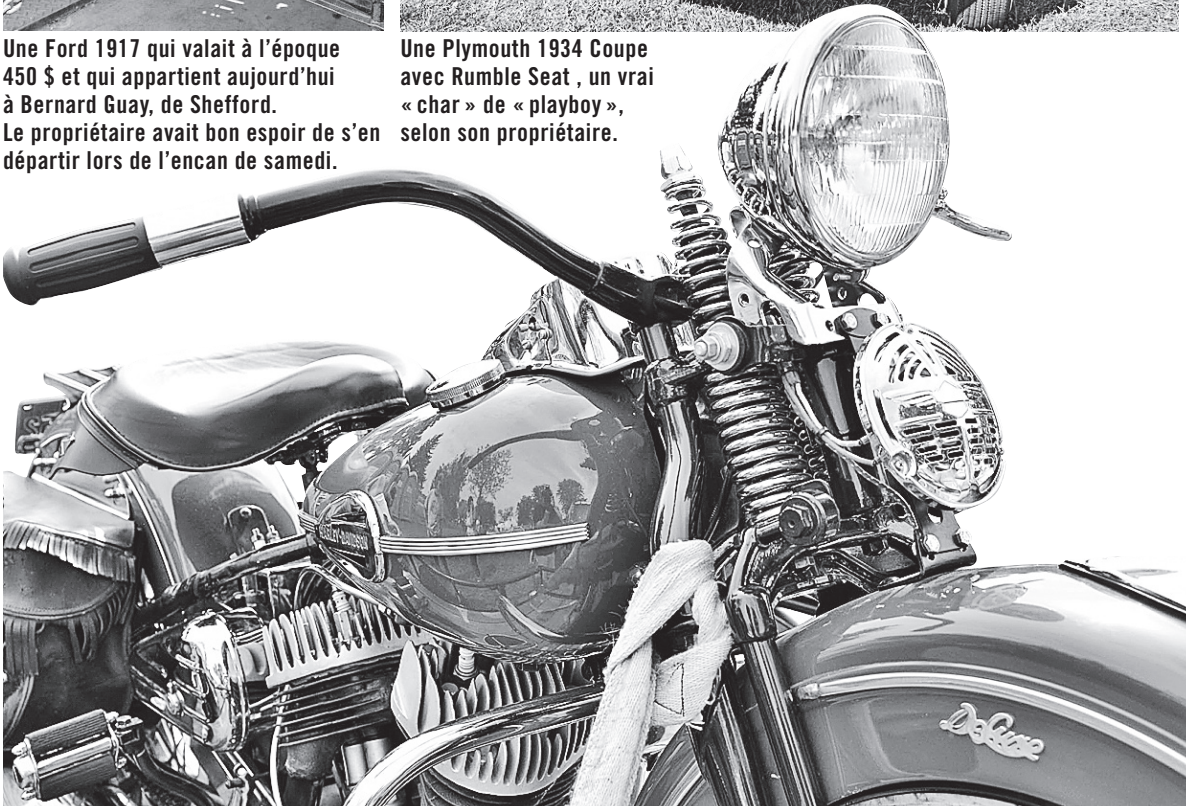 Une Ford 1917 qui valait à l’époque
450 $ et qui appartient aujourd’hui
à Bernard Guay, de Shefford.
Le propriétaire avait bon espoir de s’en
départir lors de l’encan de samedi.
Une Plymouth 1934 Coupe
avec Rumble Seat , un vrai
« char » de « playboy »,
selon son propriétaire.
HARLEY-DAVIDSON
DeLuxe